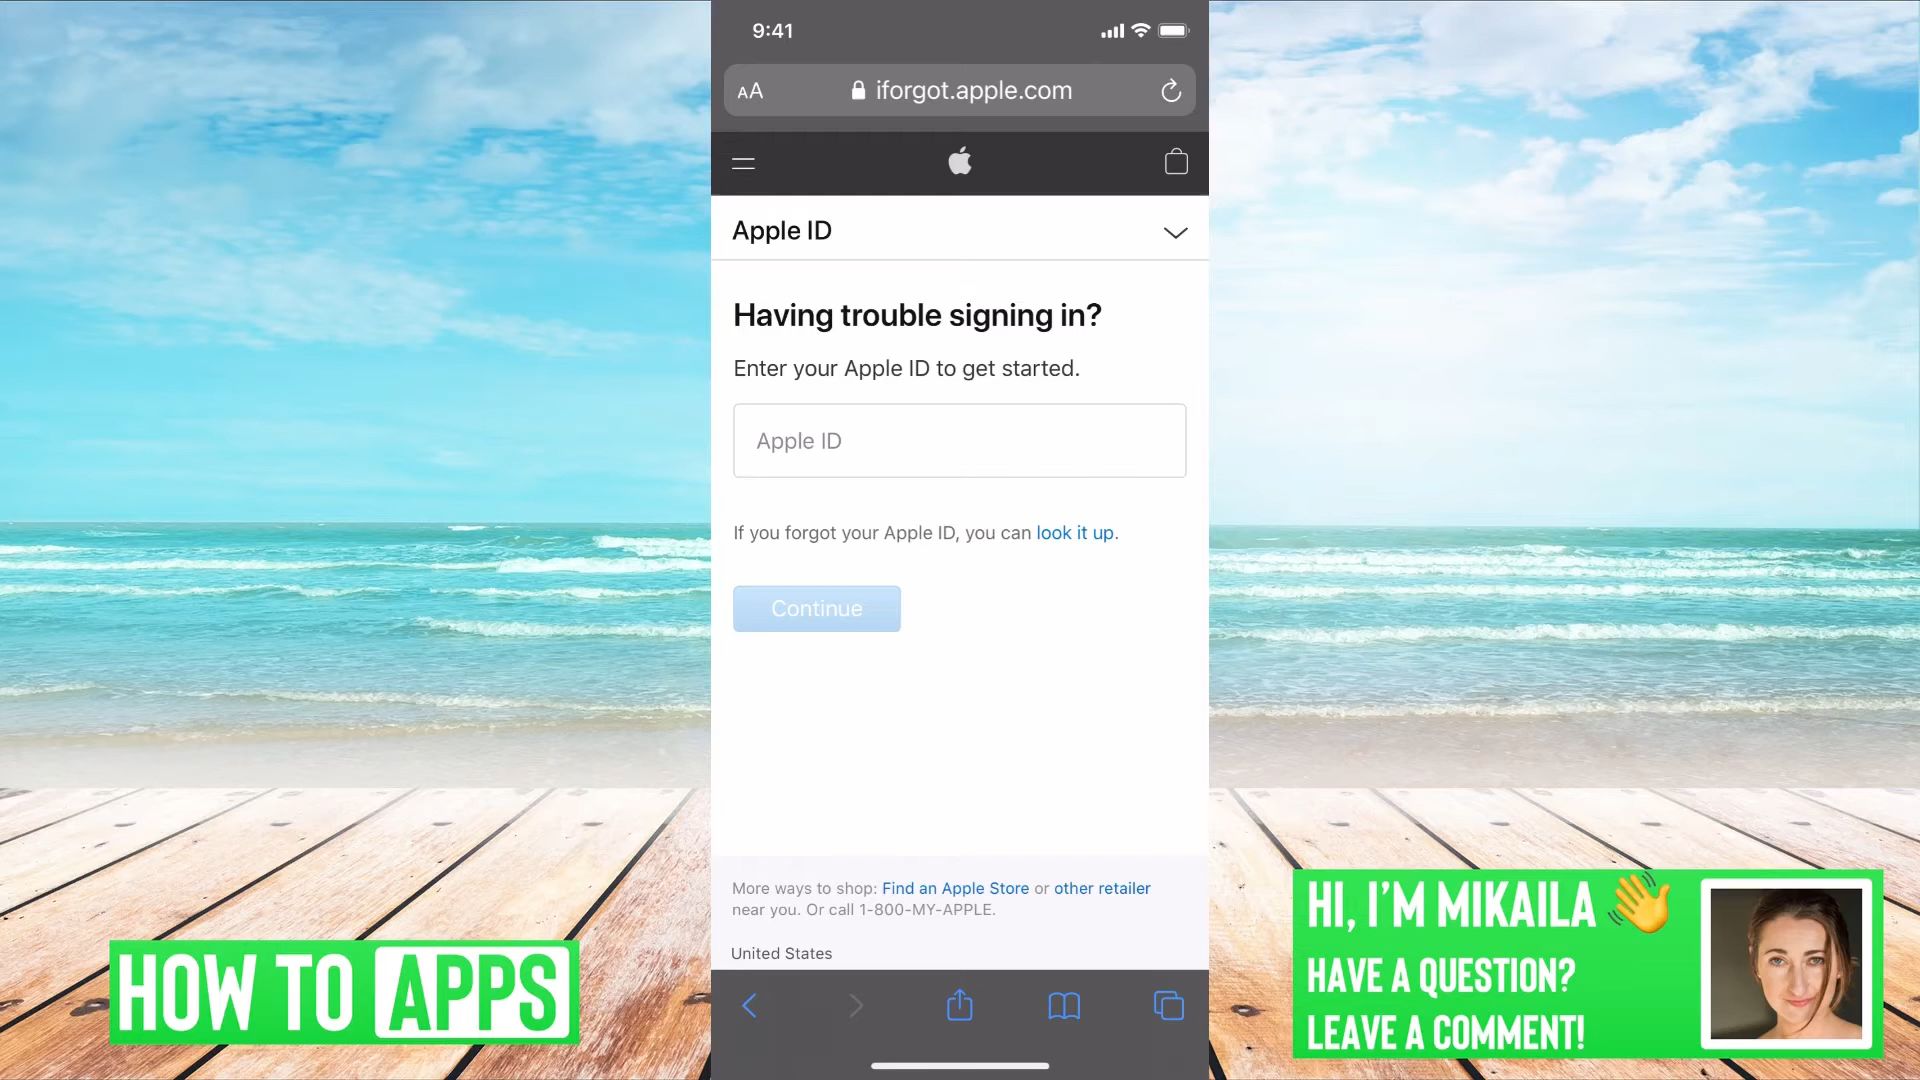 9:41
AA
iforgot.apple.com
Apple ID
Having trouble signing in?
Enter your Apple ID to get started.
Apple ID
If you forgot your Apple ID, you can look it up.
Continue
More ways to shop: Find an Apple Store or other retailer
near you. Or call 1-800-MY-APPLE.
United States
HOW TO APPS
HI, I'M MIKAILA
HAVE A QUESTION?
LEAVE A COMMENT!